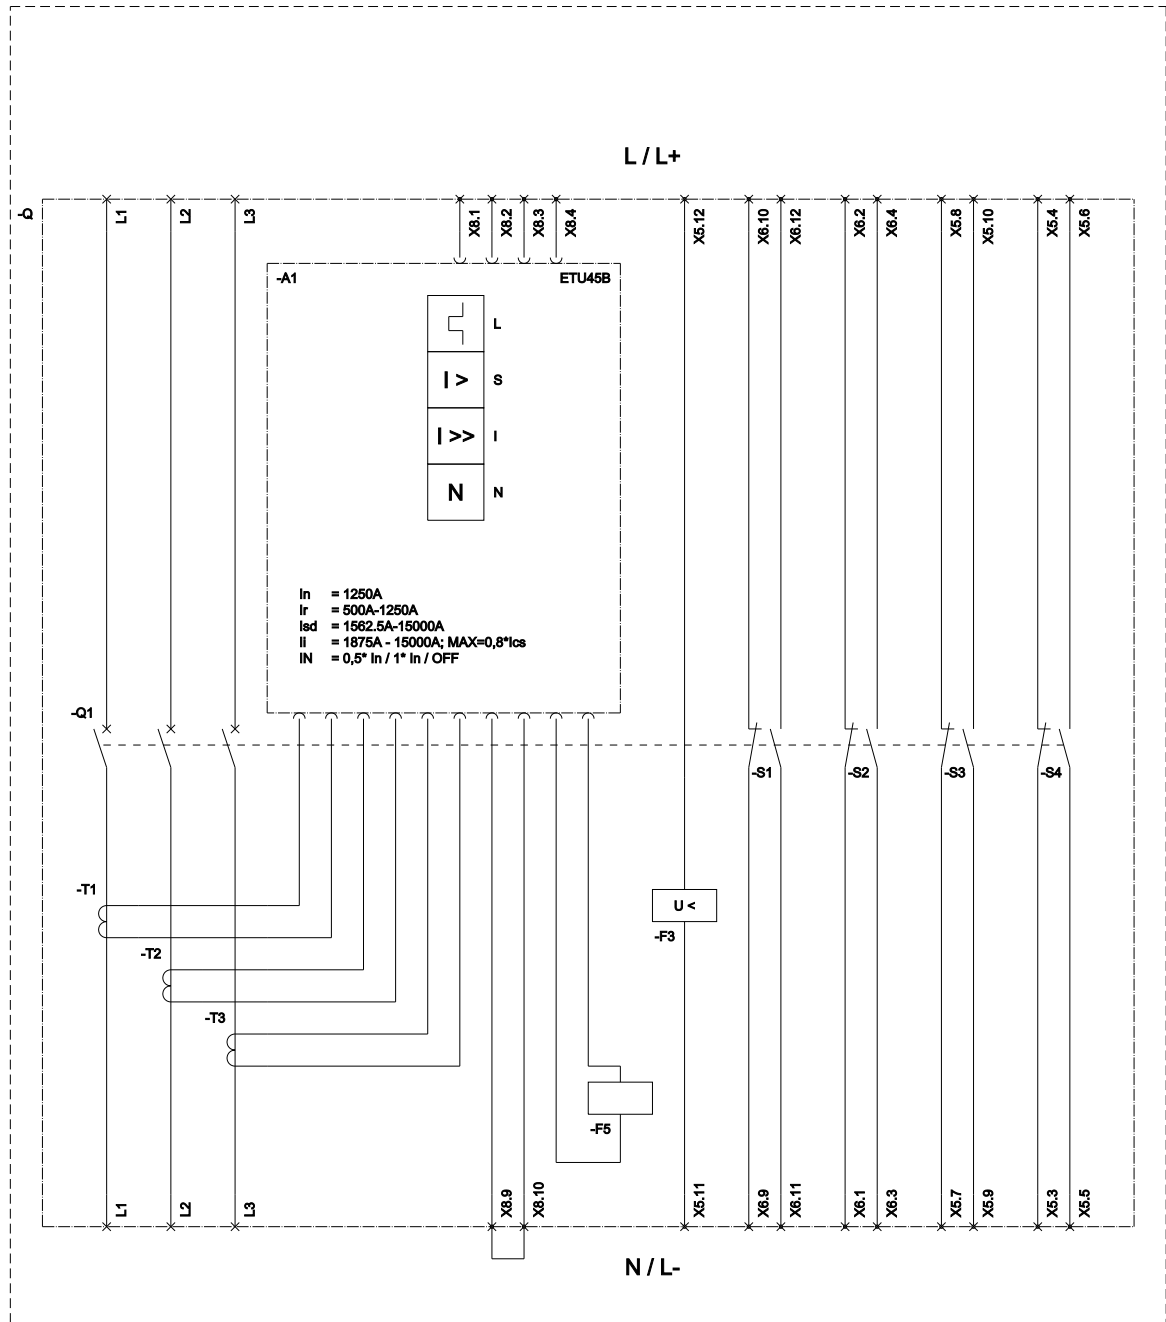 L / L+
-Q
L1
L2
L3
X8.1
X8.2
X8.3
X8.4
X5.12
X6.10
X6.12
X6.2
X6.4
X5.8
X5.10
X5.4
X5.6
-A1
ETU45B
L
I >
S
I >>
I
N
N
In = 1250A
Ir = 500A-1250A
Isd = 1562.5A-15000A
Ii = 1875A - 15000A; MAX=0,8*Ics
IN = 0,5* In / 1* In / OFF
-Q1
-S1
-S2
-S3
-S4
-T1
U <
-F3
-T2
-T3
-F5
L1
L2
L3
X8.9
X8.10
X5.11
X6.9
X6.11
X6.1
X6.3
X5.7
X5.9
X5.3
X5.5
N / L-